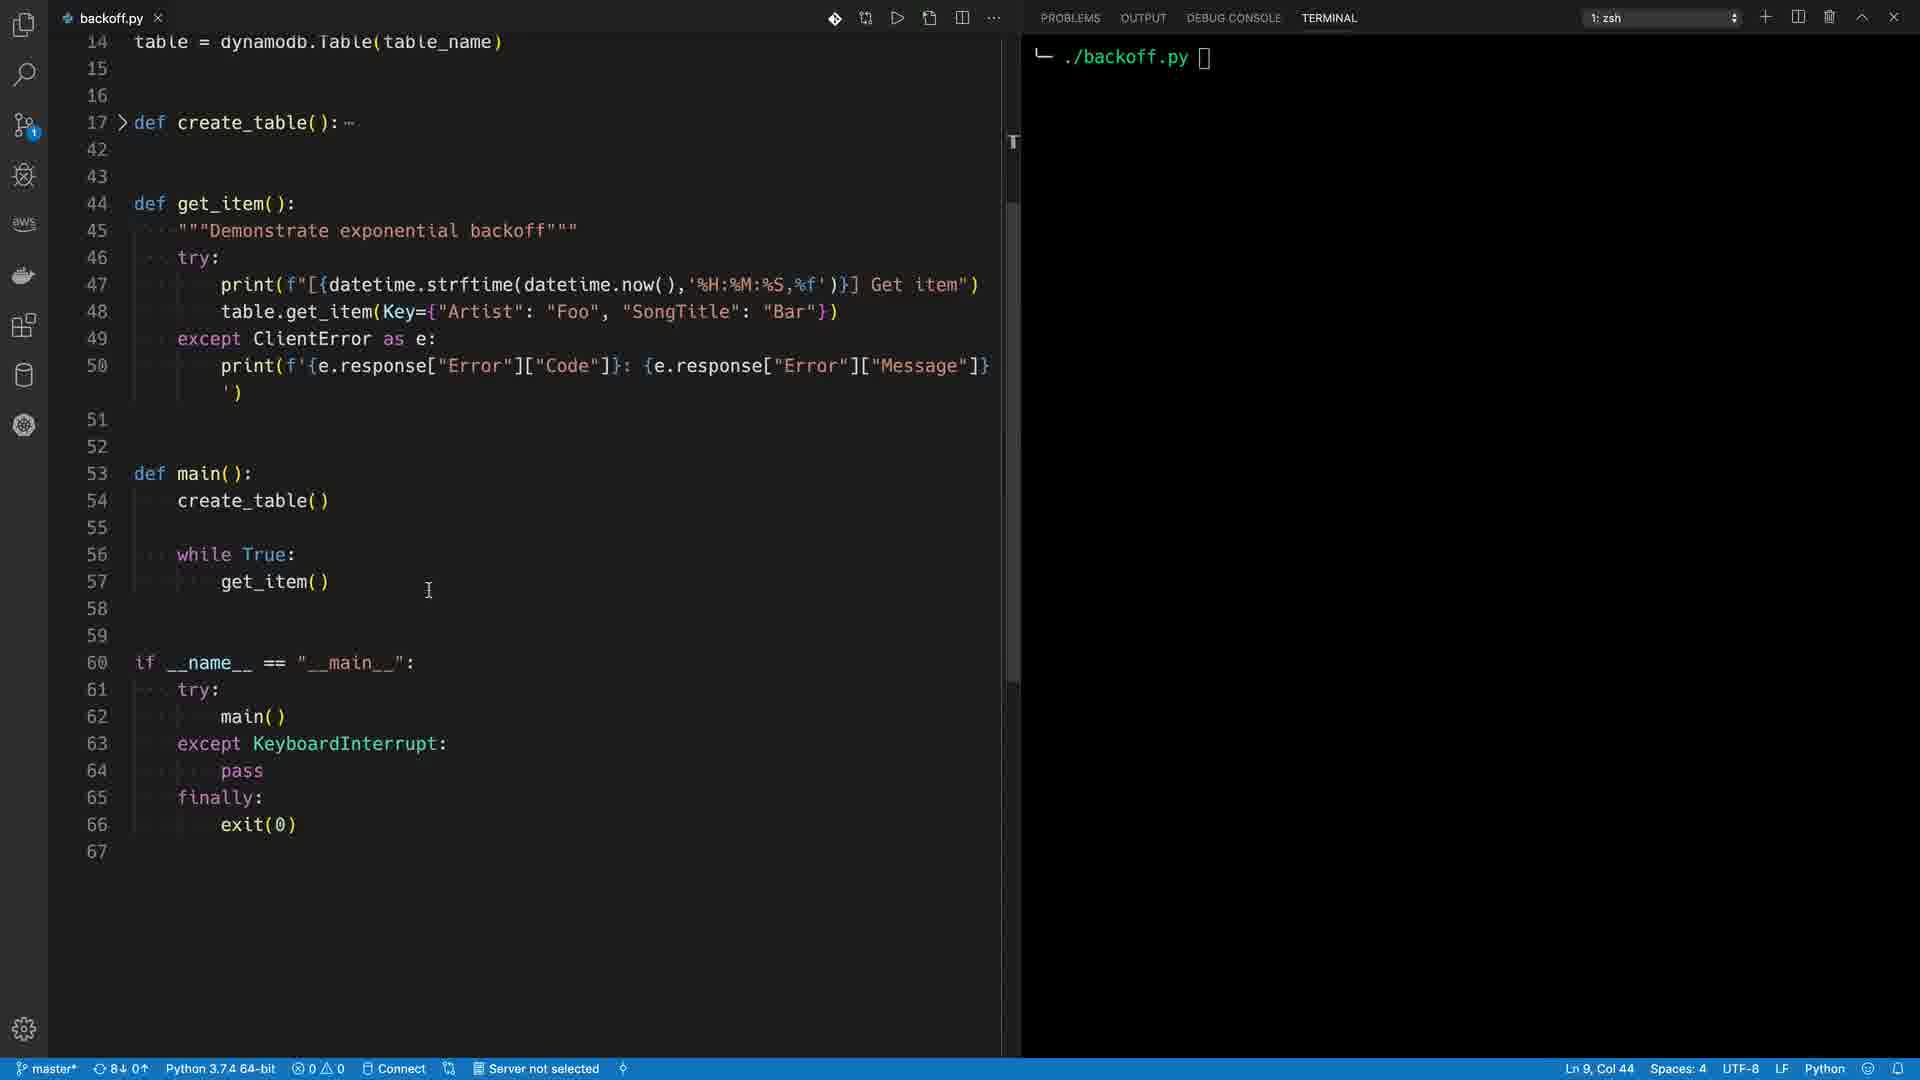 backoff.py
PROBLEMS OUTPUT DEBUG CONSOLE TERMINAL 1: zsh
14 table = dynamodb.Table(table_name)
15
16
17 def create_table():
42
43
44 def get_item():
45 """Demonstrate exponential backoff"""
46 try:
47 print(f"[{datetime.strftime(datetime.now(),'%H:%M:%S,%f')}] Get item")
48 table.get_item(Key={"Artist": "Foo", "SongTitle": "Bar"})
49 except ClientError as e:
50 print(f'{e.response["Error"]["Code"]}: {e.response["Error"]["Message"]}
')
51
52
53 def main():
54 create_table()
55
56 while True:
57 get_item()
58
59
60 if __name__ == "__main__":
61 try:
62 main()
63 except KeyboardInterrupt:
64 pass
65 finally:
66 exit(0)
67
./backoff.py
1
aws
master* 8↓ 0↑ Python 3.7.4 64-bit 0 0 Connect Server not selected Ln 9, Col 44 Spaces: 4 UTF-8 LF Python